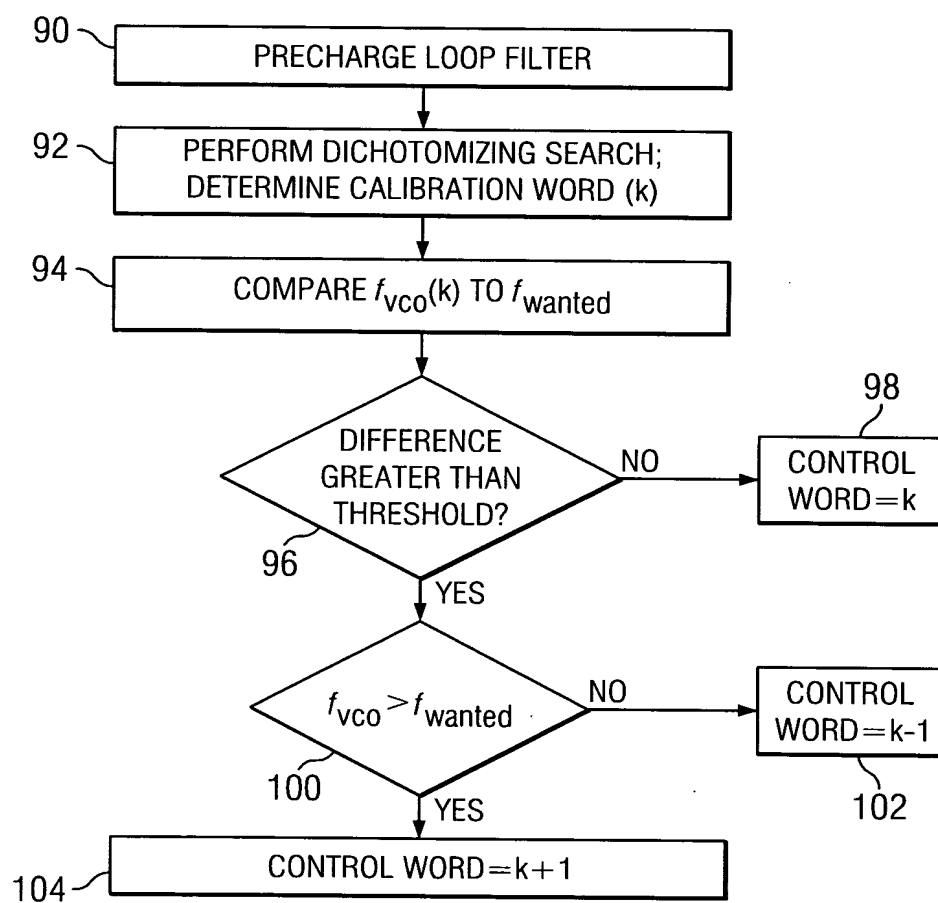 90
PRECHARGE LOOP FILTER
92
PERFORM DICHOTOMIZING SEARCH;
DETERMINE CALIBRATION WORD (k)
94
COMPARE fvco(k) TO fwanted
DIFFERENCE
GREATER THAN
THRESHOLD?
96
NO
98
CONTROL
WORD=k
YES
fvco>fwanted
100
NO
CONTROL
WORD=k-1
102
YES
CONTROL WORD=k+1
104